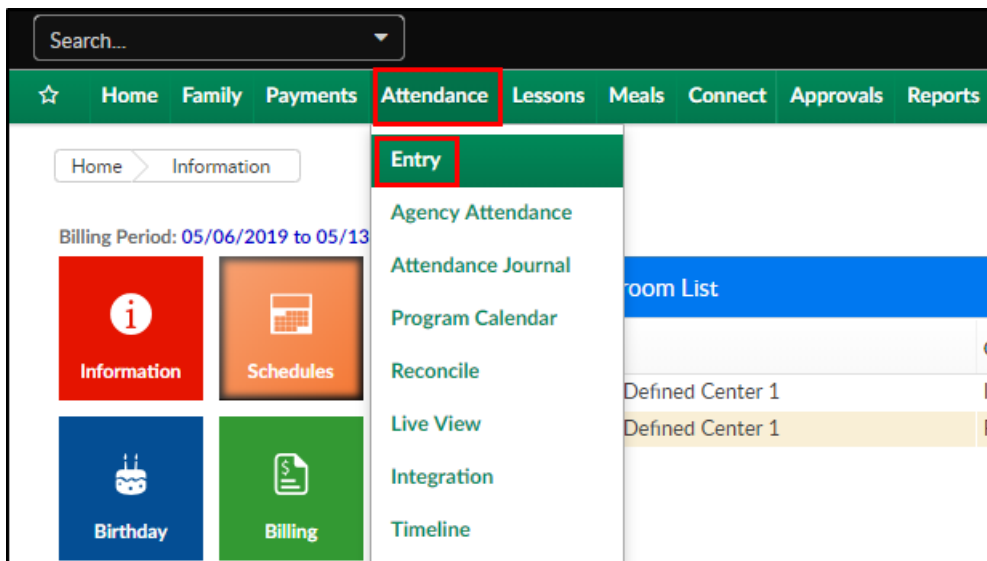 Search...
Home Family Payments Attendance Lessons Meals Connect Approvals Reports
Home Information
Entry
Agency Attendance
Attendance Journal
Program Calendar
Reconcile
Live View
Integration
Timeline
Billing Period: 05/06/2019 to 05/13
Information
Schedules
Birthday
Billing
room List
Defined Center 1
Defined Center 1